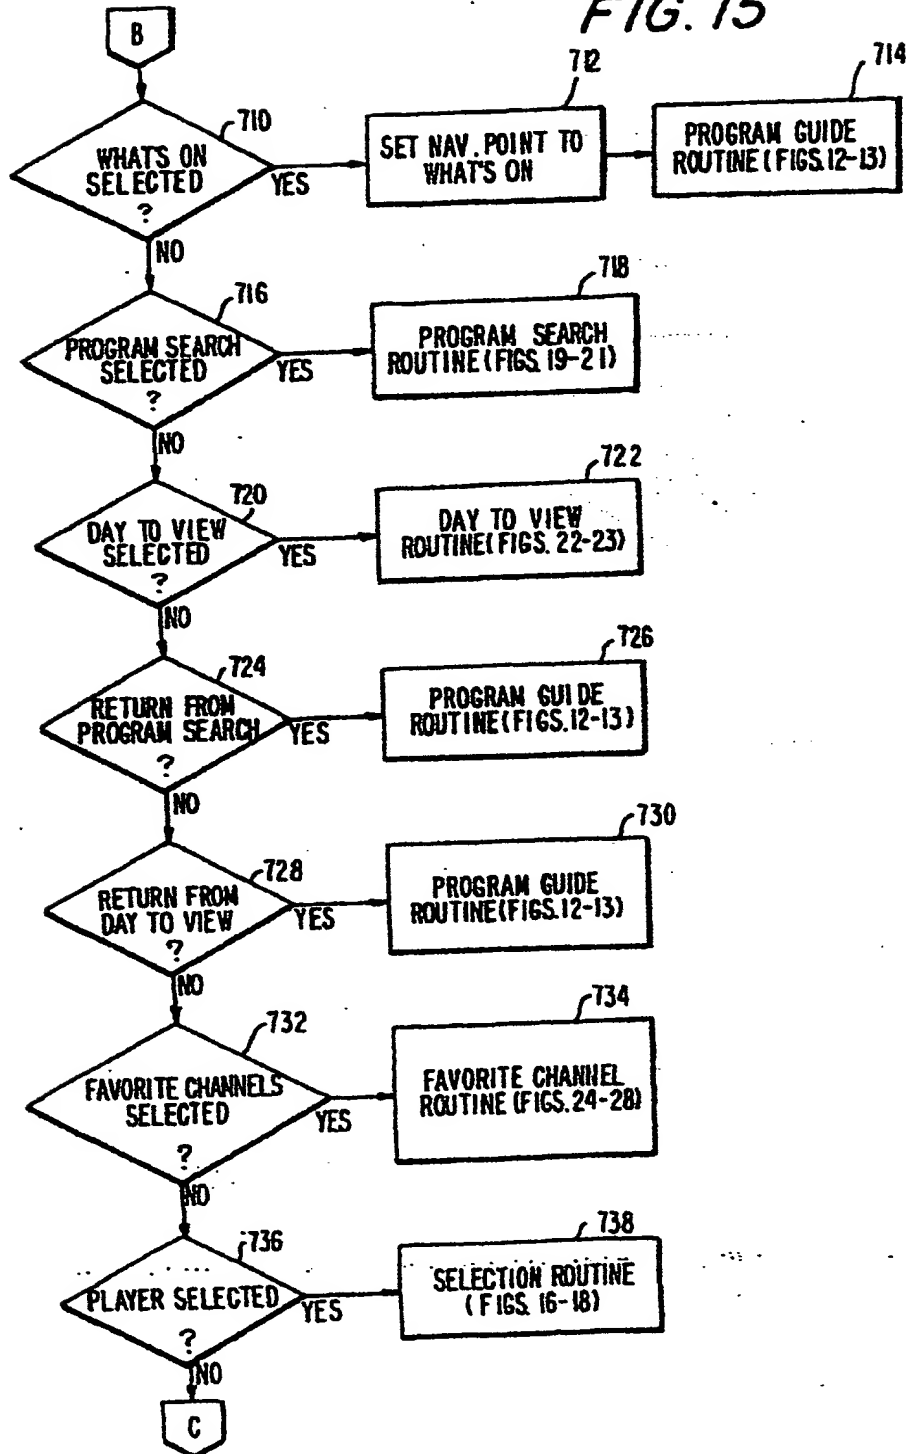 FIG. 15
B
710
WHAT'S ON
SELECTED
?
YES
NO
712
SET NAV. POINT TO
WHAT'S ON
714
PROGRAM GUIDE
ROUTINE (FIGS. 12-13)
716
PROGRAM SEARCH
SELECTED
?
YES
NO
718
PROGRAM SEARCH
ROUTINE (FIGS. 19-21)
720
DAY TO VIEW
SELECTED
?
YES
NO
722
DAY TO VIEW
ROUTINE (FIGS. 22-23)
724
RETURN FROM
PROGRAM SEARCH
?
YES
NO
726
PROGRAM GUIDE
ROUTINE (FIGS. 12-13)
728
RETURN FROM
DAY TO VIEW
?
YES
NO
730
PROGRAM GUIDE
ROUTINE (FIGS. 12-13)
732
FAVORITE CHANNELS
SELECTED
?
YES
NO
734
FAVORITE CHANNEL
ROUTINE (FIGS. 24-28)
736
PLAYER SELECTED
?
YES
NO
738
SELECTION ROUTINE
(FIGS. 16-18)
C